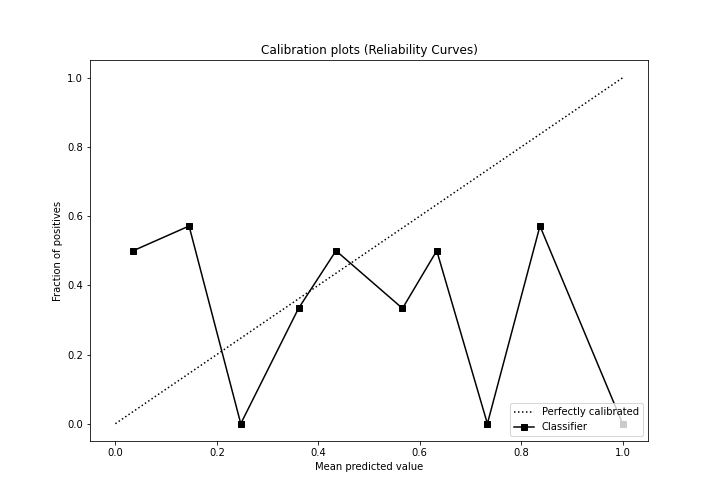 Calibration plots (Reliability Curves)
1.0
0.8
0.6
0.4
0.2
0.0
Fraction of positives
0.0 0.2 0.4 0.6 0.8 1.0
Mean predicted value
Perfectly calibrated
Classifier